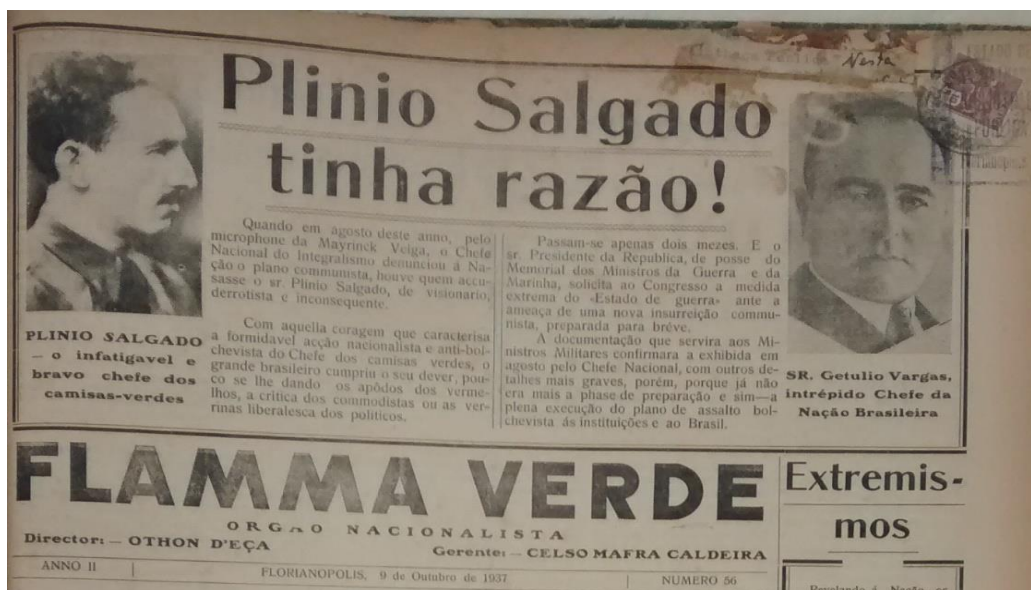 Plinio Salgado
tinha razão!
Nesta
Quando em agosto deste anno, pelo
microphone da Mayrinck Veiga, o Chefe
Nacional do Integralismo denunciou á Na-
ção o plano communista, houve quem accu-
sasse o sr. Plinio Salgado, de visionario,
derrotista e inconsequente.
Com aquella coragem que caracterisa
a formidavel acção nacionalista e anti-bol-
chevista do Chefe dos camisas verdes, o
grande brasileiro cumpriu o seu dever, pou-
co se lhe dando os apôdos dos verme-
lhos, a critica dos commodistas ou as ver-
rinas liberalesca dos politicos.
Passam-se apenas dois mezes. E o
sr. Presidente da Republica, de posse do
Memorial dos Ministros da Guerra e da
Marinha, solicita ao Congresso a medida
extrema do «Estado de guerra» ante a
ameaça de uma nova insurreição commu-
nista, preparada para bréve.
A documentação que servira aos Mi-
nistros Militares confirmara a exhibida em
agosto pelo Chefe Nacional, com outros de-
talhes mais graves, porém, porque já não
era mais a phase de preparação e sim—a
plena execução do plano de assalto bol-
chevista ás instituições e ao Brasil.
PLINIO SALGADO
— o infatigavel e
bravo chefe dos
camisas-verdes
SR. Getulio Vargas,
intrépido Chefe da
Nação Brasileira
FLAMMA VERDE
ORGAO NACIONALISTA
Director: — OTHON D'EÇA
Gerente: — CELSO MAFRA CALDEIRA
ANNO II
FLORIANOPOLIS, 9 de Outubro de 1937
NUMERO 56
Extremis-
mos